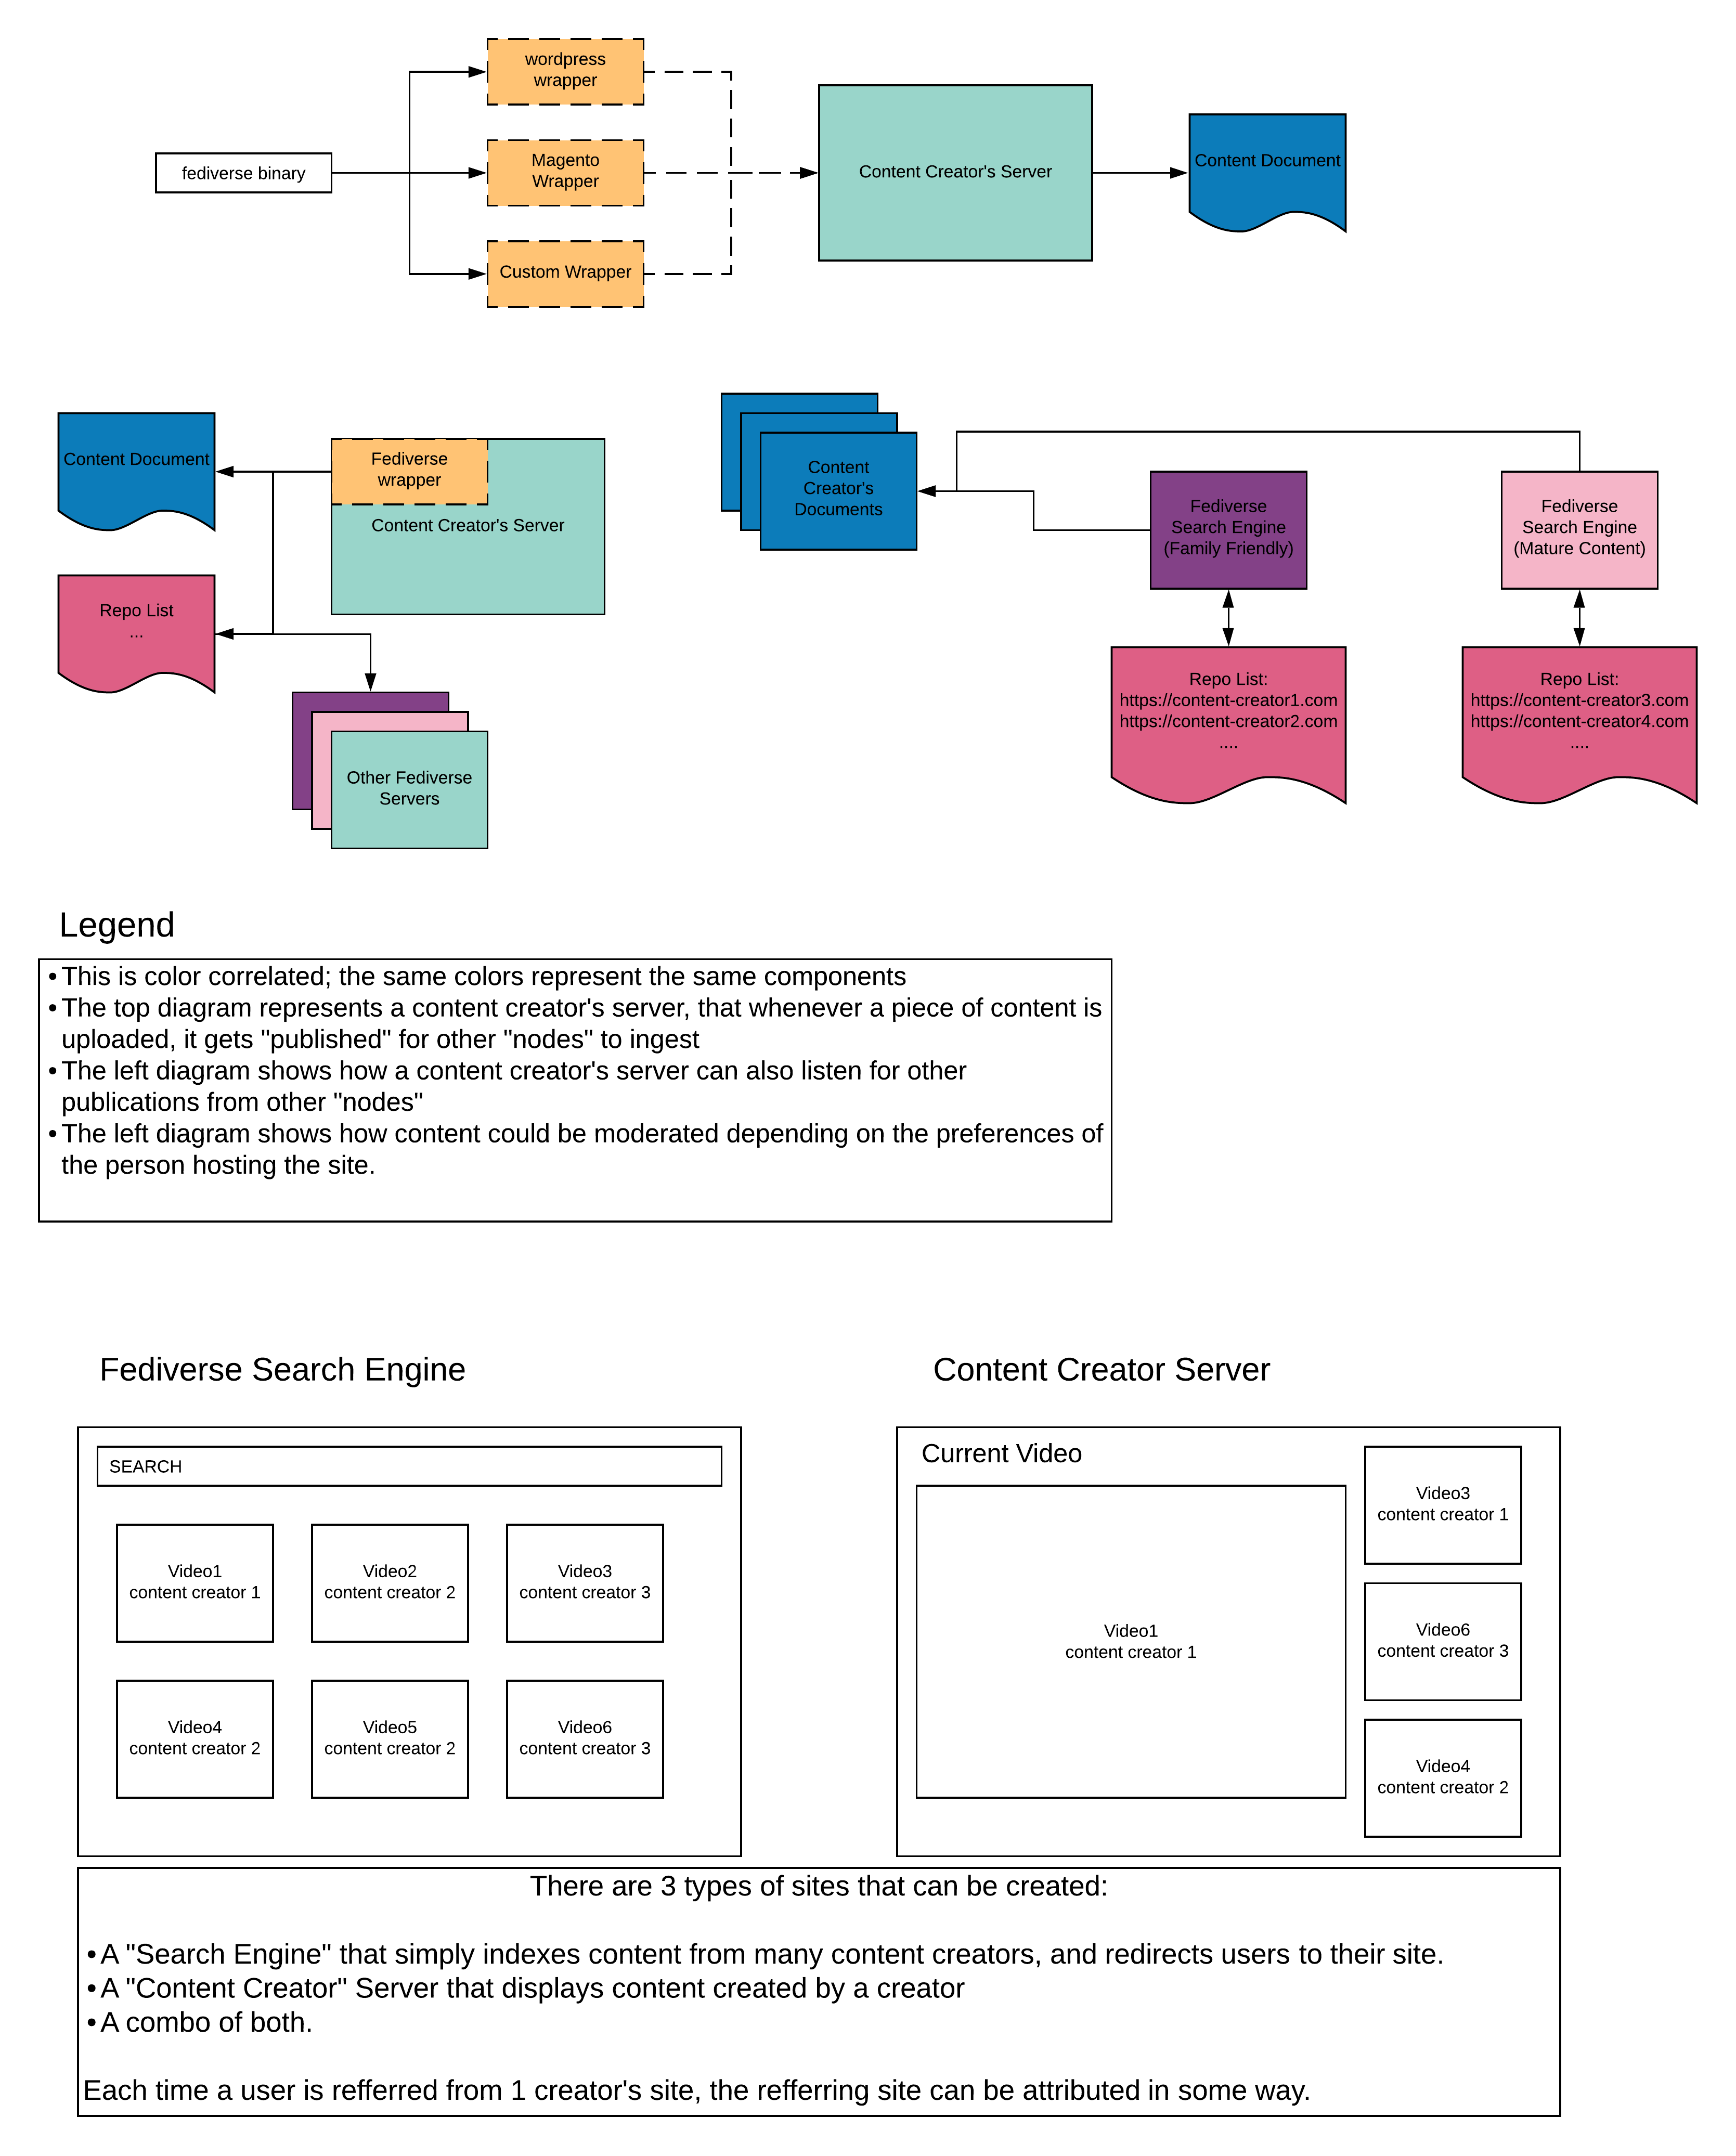 wordpress
wrapper
fediverse binary
Magento
Wrapper
Custom Wrapper
Content Creator's Server
Content Document
Content Document
Fediverse
wrapper
Content Creator's Server
Repo List
...
Other Fediverse
Servers
Content
Creator's
Documents
Fediverse
Search Engine
(Family Friendly)
Fediverse
Search Engine
(Mature Content)
Repo List:
https://content-creator1.com
https://content-creator2.com
....
Repo List:
https://content-creator3.com
https://content-creator4.com
....
Legend
• This is color correlated; the same colors represent the same components
• The top diagram represents a content creator's server, that whenever a piece of content is
uploaded, it gets "published" for other "nodes" to ingest
• The left diagram shows how a content creator's server can also listen for other
publications from other "nodes"
• The left diagram shows how content could be moderated depending on the preferences of
the person hosting the site.
Fediverse Search Engine
SEARCH
Video1
content creator 1
Video2
content creator 2
Video3
content creator 3
Video4
content creator 2
Video5
content creator 2
Video6
content creator 3
Content Creator Server
Current Video
Video1
content creator 1
Video3
content creator 1
Video6
content creator 3
Video4
content creator 2
There are 3 types of sites that can be created:
• A "Search Engine" that simply indexes content from many content creators, and redirects users to their site.
• A "Content Creator" Server that displays content created by a creator
• A combo of both.
Each time a user is refferred from 1 creator's site, the refferring site can be attributed in some way.